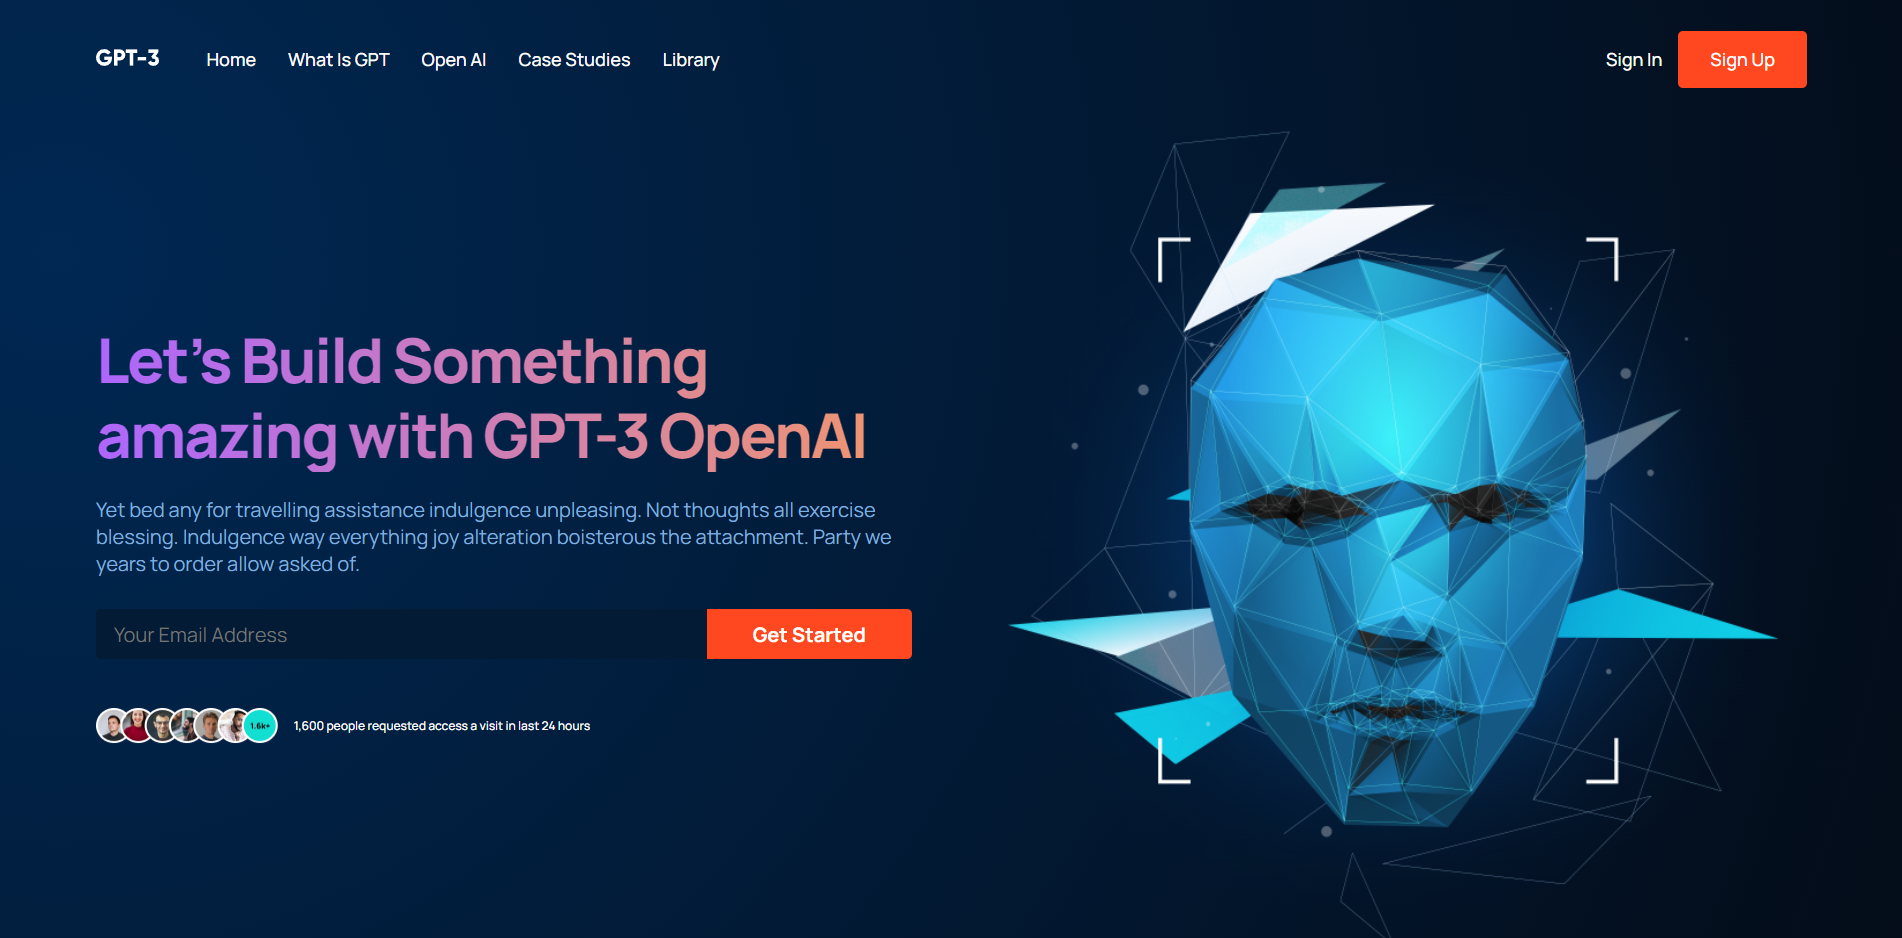 GPT-3 Home What Is GPT Open AI Case Studies Library Sign In Sign Up
Let's Build Something
amazing with GPT-3 OpenAI
Yet bed any for travelling assistance indulgence unpleasing. Not thoughts all exercise
blessing. Indulgence way everything joy alteration boisterous the attachment. Party we
years to order allow asked of.
Your Email Address Get Started
1.6k+ 1,600 people requested access a visit in last 24 hours